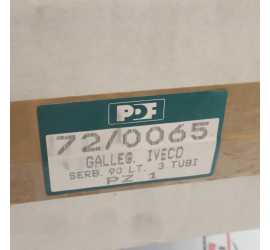 PDF
72/0065
GALLEG. IVECO
SERB. 90 LT. 3 TUBI
PZ 1